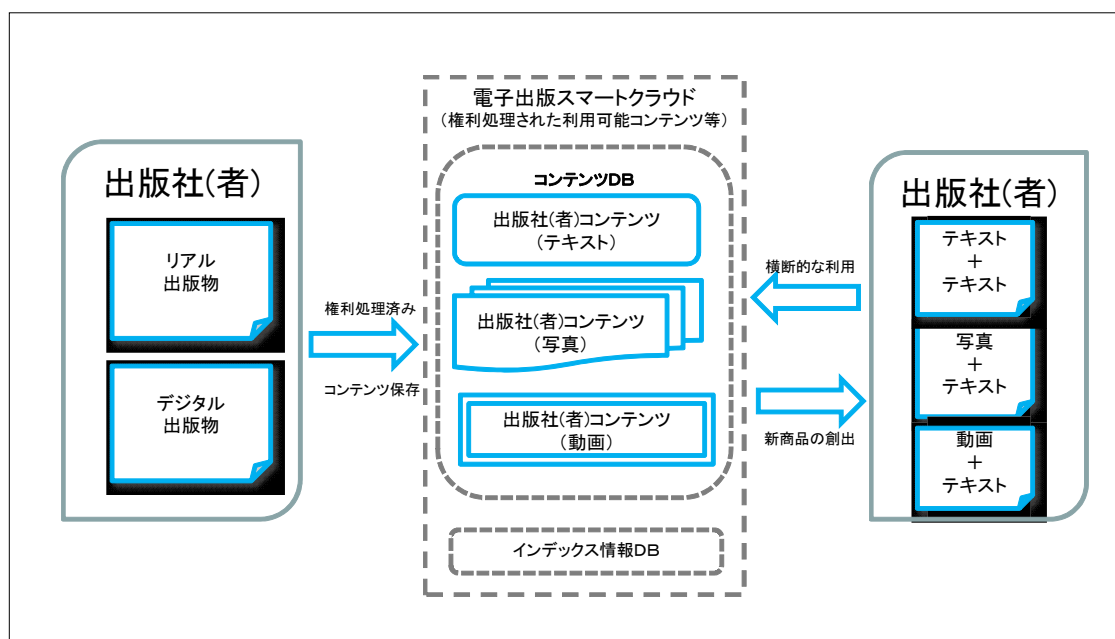 電子出版スマートクラウド
（権利処理された利用可能コンテンツ等）
出版社(者)
リアル
出版物
デジタル
出版物
権利処理済み
コンテンツ保存
コンテンツDB
出版社(者)コンテンツ
（テキスト）
出版社(者)コンテンツ
（写真）
出版社(者)コンテンツ
（動画）
インデックス情報DB
横断的な利用
新商品の創出
出版社(者)
テキスト
＋
テキスト
写真
＋
テキスト
動画
＋
テキスト